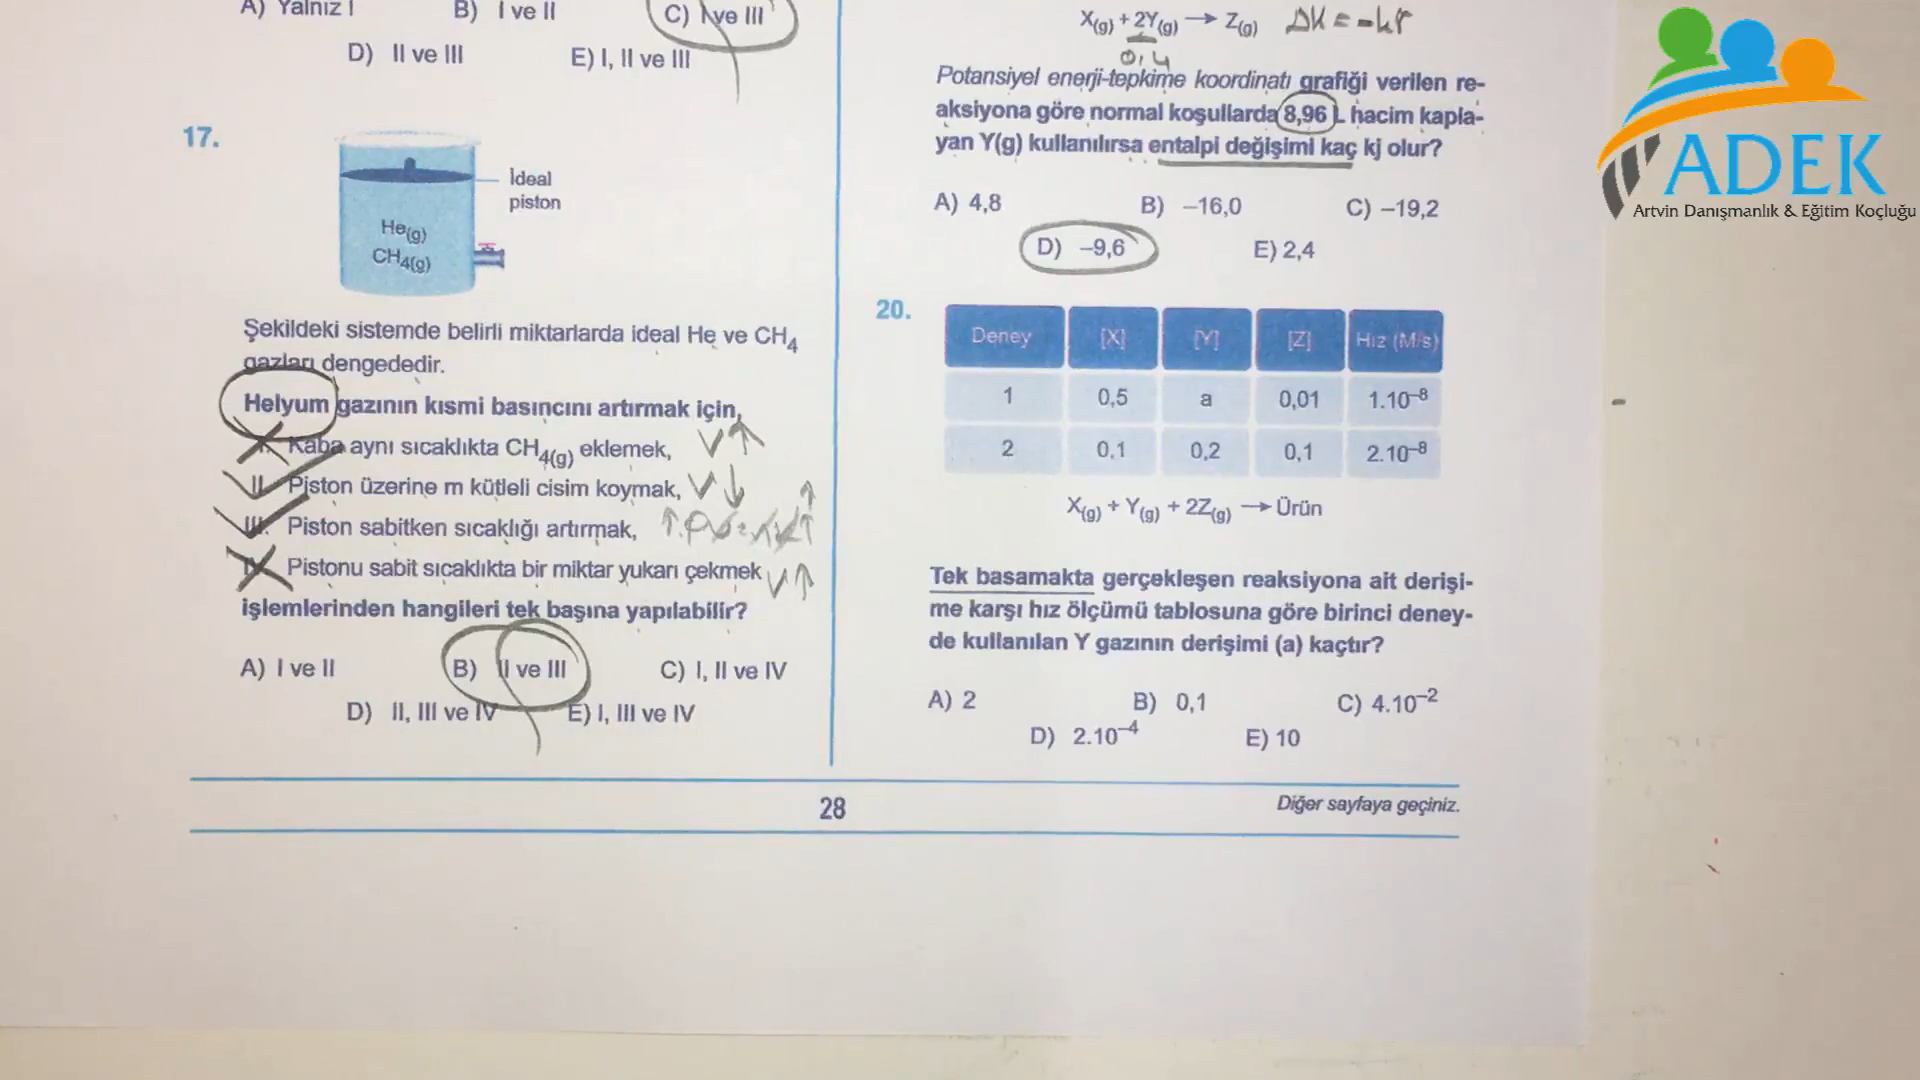 A) Yalnız I
B) I ve II
C) I ve III
D) II ve III
E) I, II ve III
17.
İdeal
piston
He(g)
CH4(g)
Şekildeki sistemde belirli miktarlarda ideal He ve CH4
gazları dengededir.
Helyum gazının kısmi basıncını artırmak için,
I. Kaba aynı sıcaklıkta CH4(g) eklemek, V↑
II. Piston üzerine m kütleli cisim koymak, V↓
III. Piston sabitken sıcaklığı artırmak,
IV. Pistonu sabit sıcaklıkta bir miktar yukarı çekmek V↑
işlemlerinden hangileri tek başına yapılabilir?
A) I ve II
B) II ve III
C) I, II ve IV
D) II, III ve IV
E) I, III ve IV
X(g) + 2Y(g) → Z(g)
0,4
Potansiyel enerji-tepkime koordinatı grafiği verilen re-
aksiyona göre normal koşullarda 8,96 L hacim kapla-
yan Y(g) kullanılırsa entalpi değişimi kaç kj olur?
A) 4,8
B) –16,0
C) –19,2
D) –9,6
E) 2,4
20.
Deney [X] [Y] [Z] Hız (M/s)
1 0,5 a 0,01 1.10–8
2 0,1 0,2 0,1 2.10–8
X(g) + Y(g) + 2Z(g) → Ürün
Tek basamakta gerçekleşen reaksiyona ait derişi-
me karşı hız ölçümü tablosuna göre birinci deney-
de kullanılan Y gazının derişimi (a) kaçtır?
A) 2
B) 0,1
C) 4.10–2
D) 2.10–4
E) 10
28
Diğer sayfaya geçiniz.
ADEK
Artvin Danışmanlık & Eğitim Koçluğu